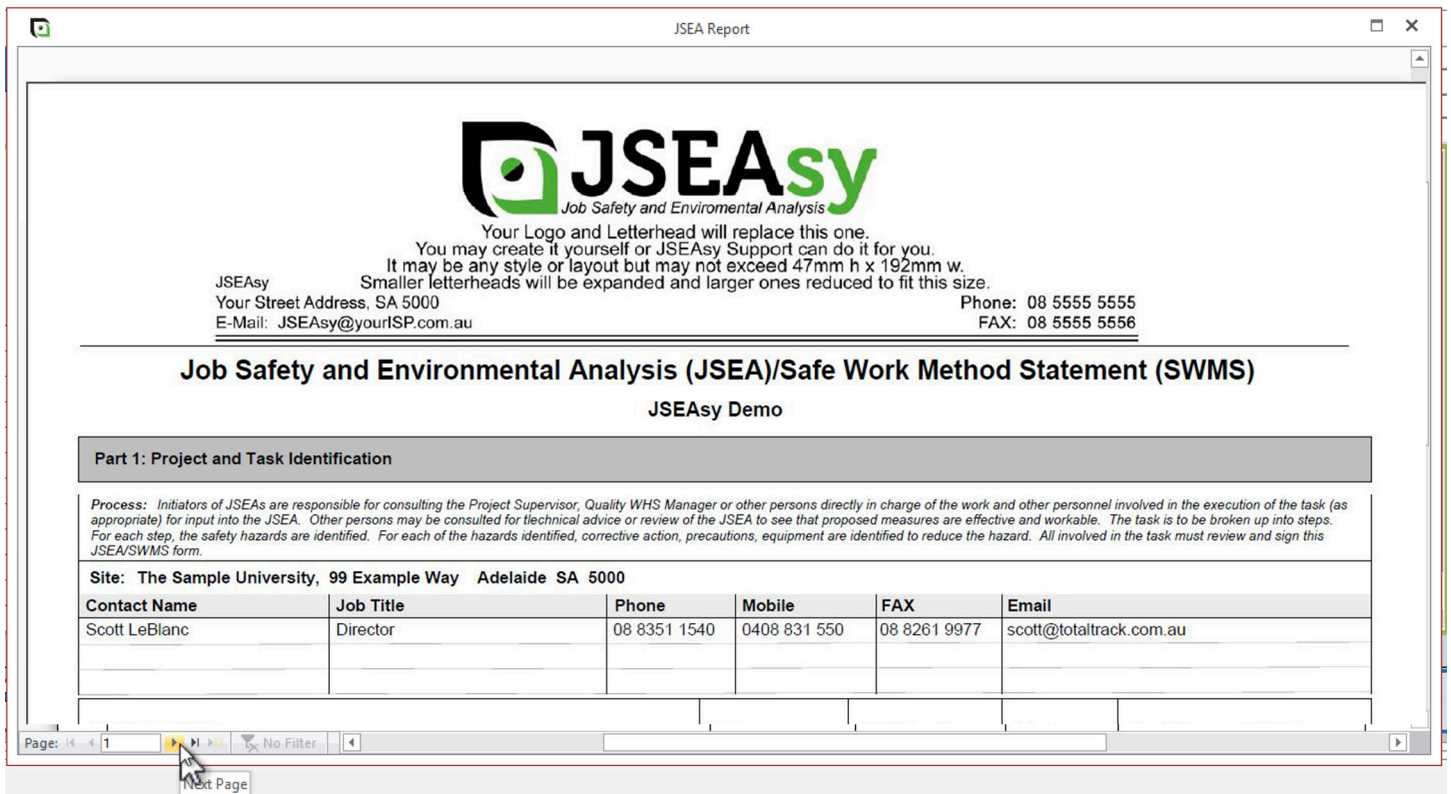 JSEA Report
JSEAsy
Job Safety and Enviromental Analysis
Your Logo and Letterhead will replace this one.
You may create it yourself or JSEAsy Support can do it for you.
It may be any style or layout but may not exceed 47mm h x 192mm w.
JSEAsy Smaller letterheads will be expanded and larger ones reduced to fit this size.
Your Street Address, SA 5000 Phone: 08 5555 5555
E-Mail: JSEAsy@yourISP.com.au FAX: 08 5555 5556
Job Safety and Environmental Analysis (JSEA)/Safe Work Method Statement (SWMS)
JSEAsy Demo
Part 1: Project and Task Identification
Process: Initiators of JSEAs are responsible for consulting the Project Supervisor, Quality WHS Manager or other persons directly in charge of the work and other personnel involved in the execution of the task (as
appropriate) for input into the JSEA. Other persons may be consulted for tlechnical advice or review of the JSEA to see that proposed measures are effective and workable. The task is to be broken up into steps.
For each step, the safety hazards are identified. For each of the hazards identified, corrective action, precautions, equipment are identified to reduce the hazard. All involved in the task must review and sign this
JSEA/SWMS form.
Site: The Sample University, 99 Example Way Adelaide SA 5000
Contact Name Job Title Phone Mobile FAX Email
Scott LeBlanc Director 08 8351 1540 0408 831 550 08 8261 9977 scott@totaltrack.com.au
Page: 1 No Filter
Next Page